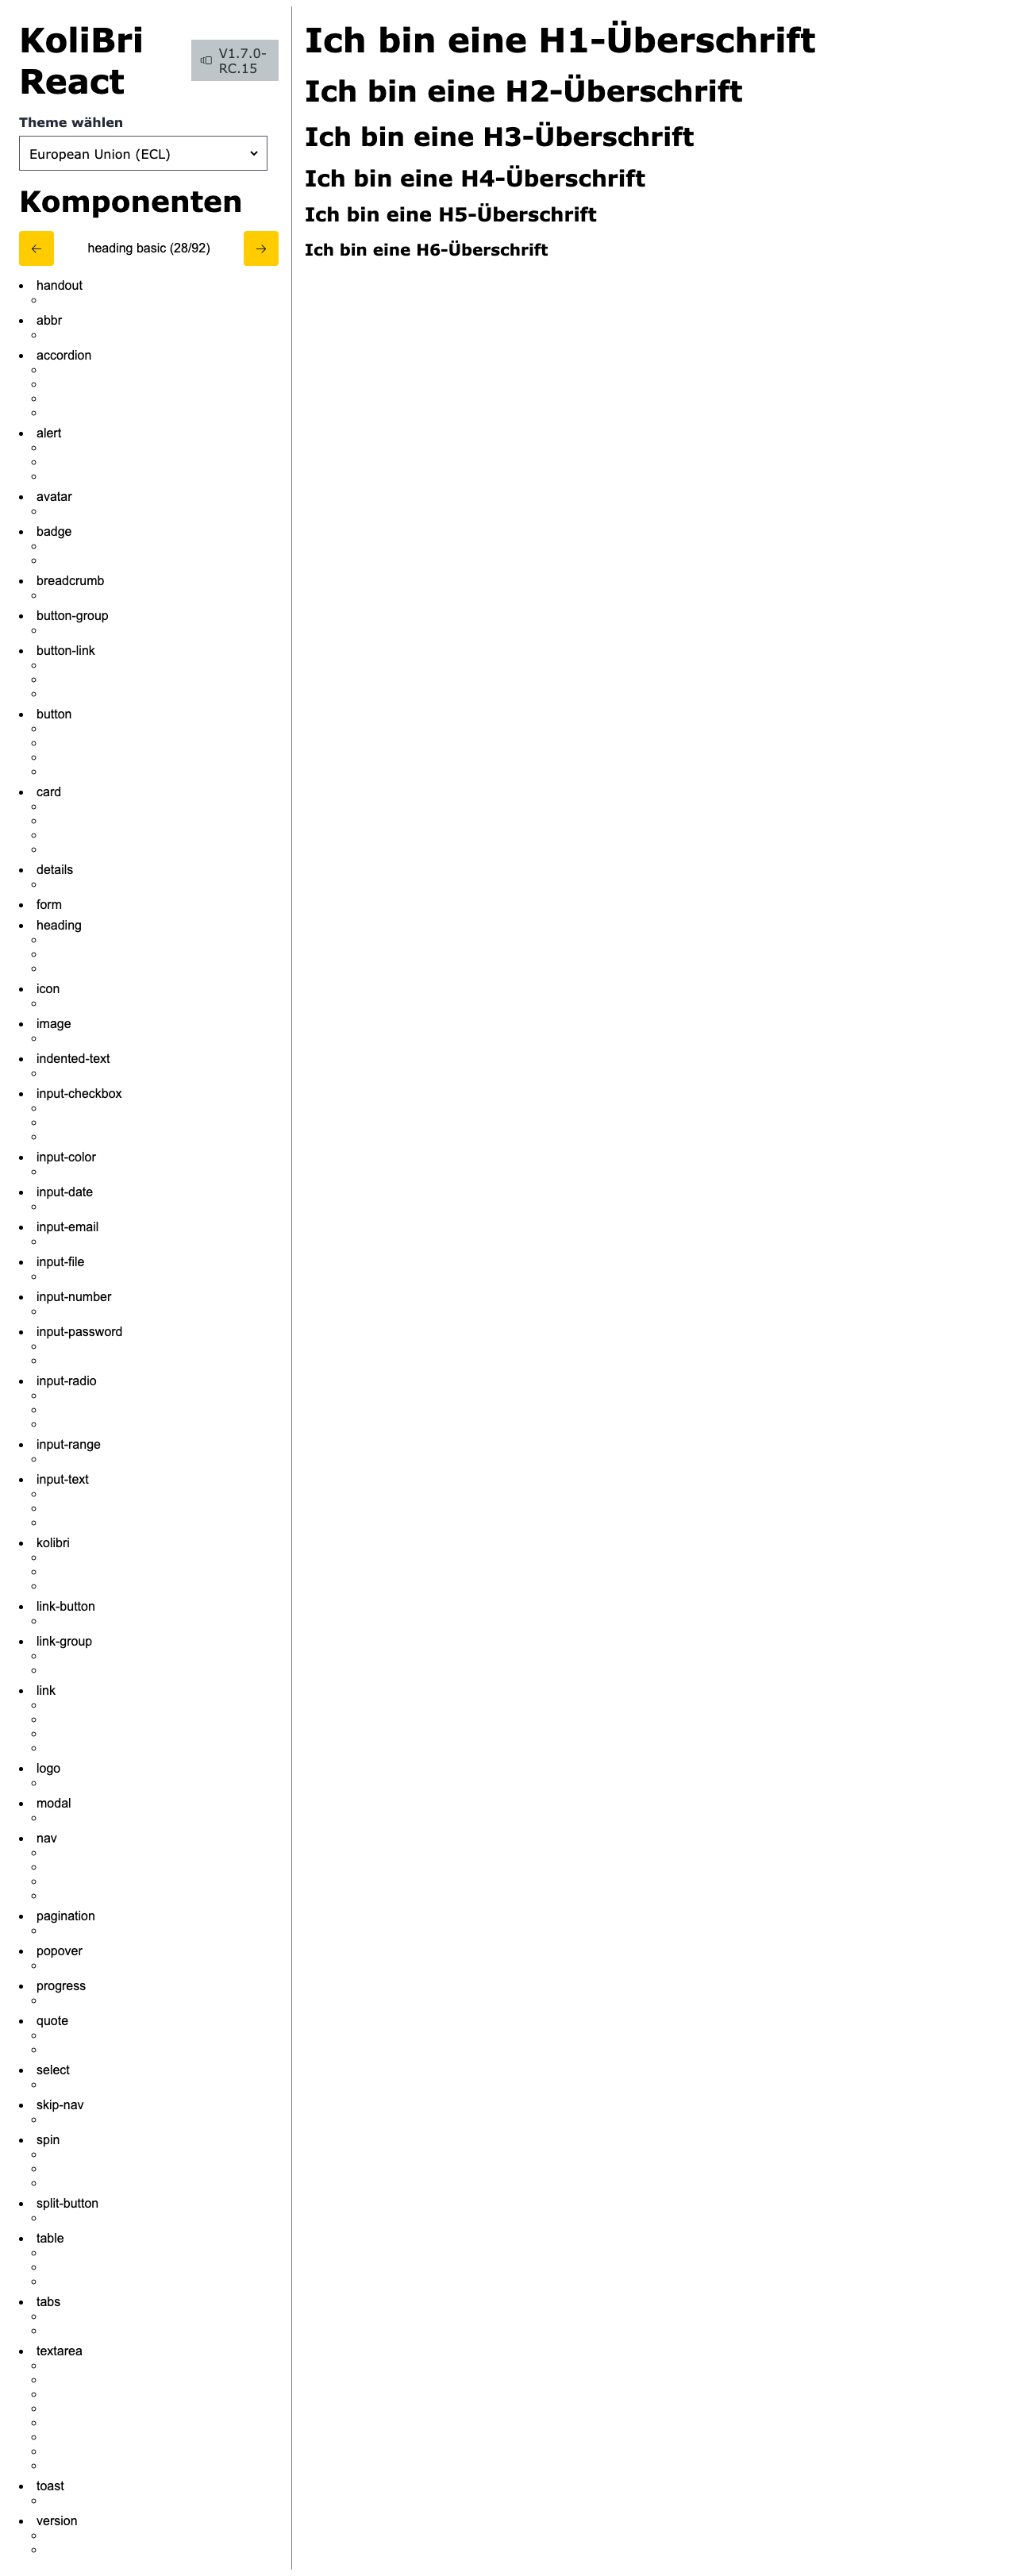 KoliBri
React
V1.7.0-
RC.15
Theme wählen
European Union (ECL)
Komponenten
heading basic (28/92)
handout
abbr
accordion
alert
avatar
badge
breadcrumb
button-group
button-link
button
card
details
form
heading
icon
image
indented-text
input-checkbox
input-color
input-date
input-email
input-file
input-number
input-password
input-radio
input-range
input-text
kolibri
link-button
link-group
link
logo
modal
nav
pagination
popover
progress
quote
select
skip-nav
spin
split-button
table
tabs
textarea
toast
version
Ich bin eine H1-Überschrift
Ich bin eine H2-Überschrift
Ich bin eine H3-Überschrift
Ich bin eine H4-Überschrift
Ich bin eine H5-Überschrift
Ich bin eine H6-Überschrift